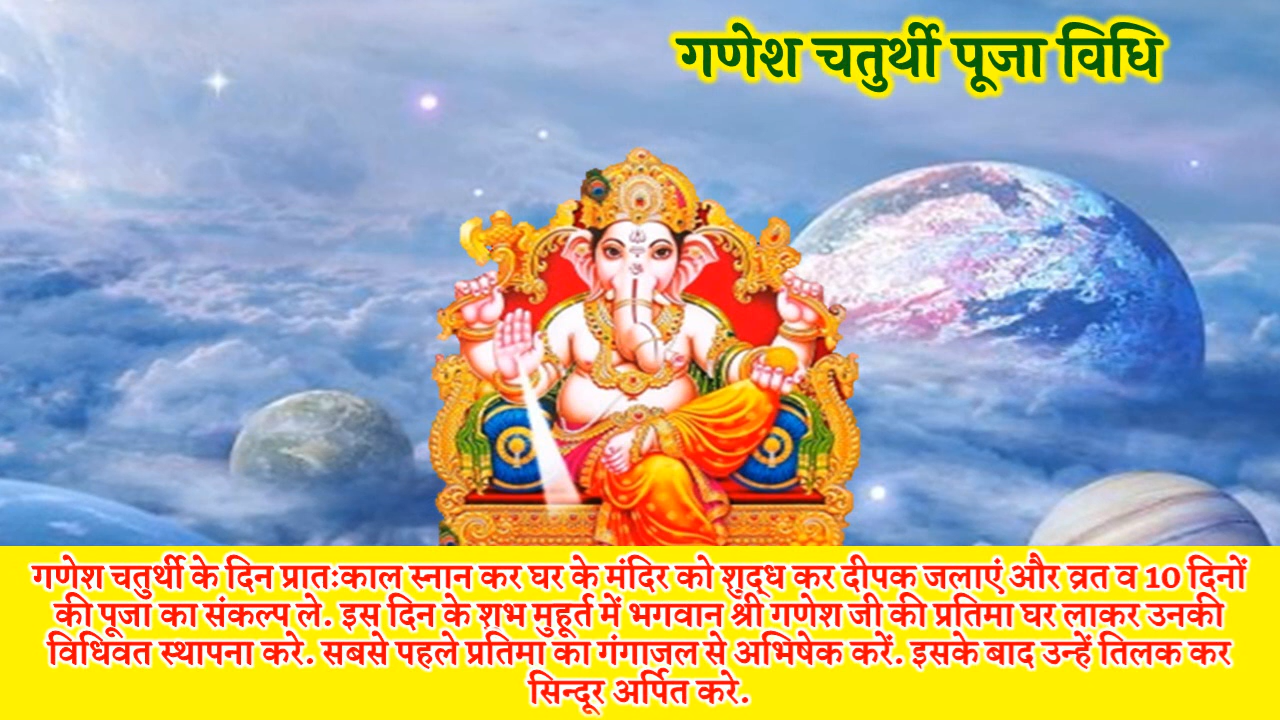 गणेश चतुर्थी पूजा विधि
गणेश चतुर्थी के दिन प्रातःकाल स्नान कर घर के मंदिर को शुद्ध कर दीपक जलाएं और व्रत व 10 दिनों
की पूजा का संकल्प ले. इस दिन के शुभ मुहूर्त में भगवान श्री गणेश जी की प्रतिमा घर लाकर उनकी
विधिवत स्थापना करे. सबसे पहले प्रतिमा का गंगाजल से अभिषेक करें. इसके बाद उन्हें तिलक कर
सिन्दूर अर्पित करे.